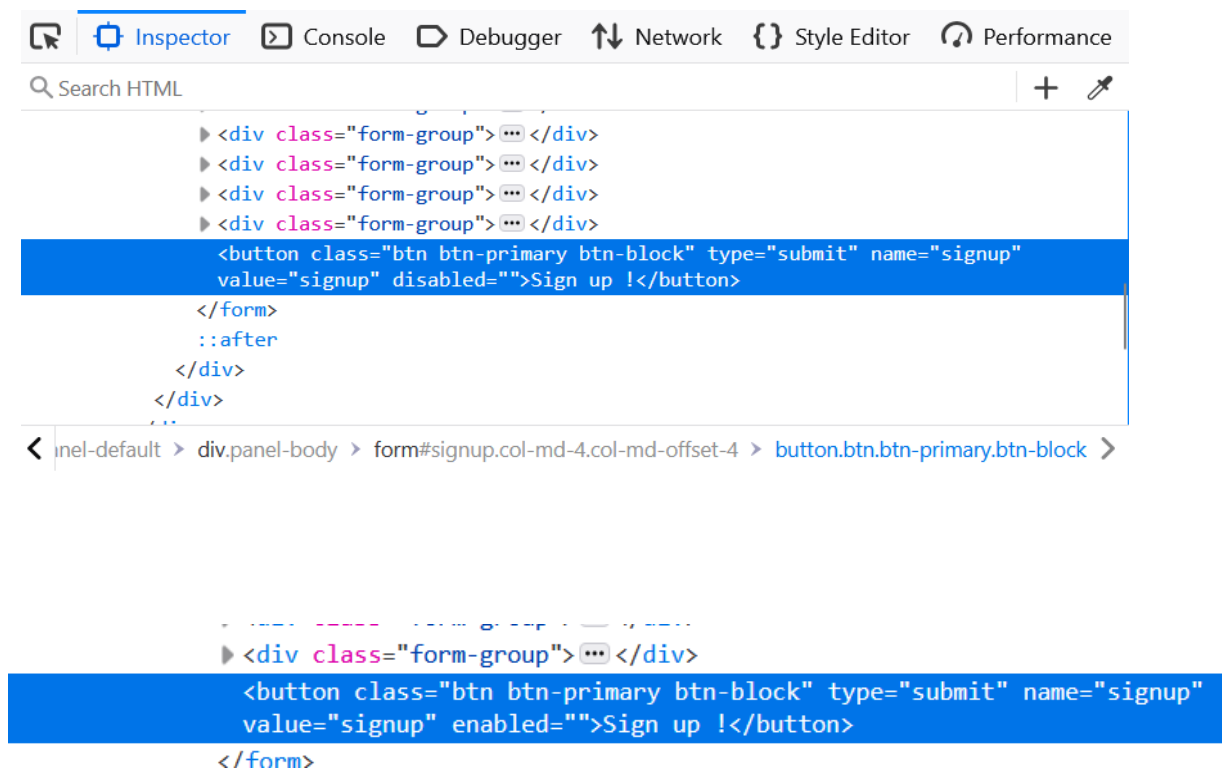 Inspector Console Debugger Network Style Editor Performance
Search HTML
<div class="form-group"></div>
<div class="form-group"></div>
<div class="form-group"></div>
<div class="form-group"></div>
<button class="btn btn-primary btn-block" type="submit" name="signup"
value="signup" disabled="">Sign up !</button>
</form>
::after
</div>
</div>
nel-default > div.panel-body > form#signup.col-md-4.col-md-offset-4 > button.btn.btn-primary.btn-block
<div class="form-group"></div>
<button class="btn btn-primary btn-block" type="submit" name="signup"
value="signup" enabled="">Sign up !</button>
</form>